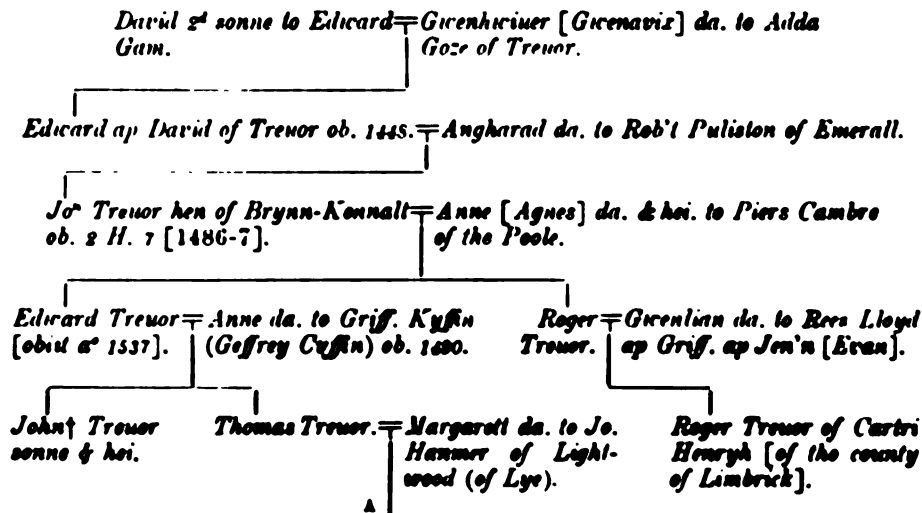 David 2ᵈ sonne to Edward Gam.
Gwenhwiuer [Gwenavix] da. to Adda Goze of Treuor.
Edward ap David of Treuor ob. 1445.
Angharad da. to Rob't Puliston of Emerall.
Joⁿ Treuor hen of Brynn-Konnalt
ob. 2 H. 7 [1486-7].
Anne [Agnes] da. & hei. to Piers Cambre
of the Poole.
Edward Treuor
[obiit aᵒ 1537].
Anne da. to Griff. Kyffin
(Geffrey Cyffin) ob. 1490.
Roger
Treuor.
Gwenlian da. to Rees Lloyd
ap Griff. ap Jen'n [Evan].
John† Treuor
sonne & hei.
Thomas Treuor.
Margarett da. to Jo.
Hanmer of Light-
wood (of Lye).
Roger Treuor of Cartri
Henryh [of the county
of Limbrick].
A